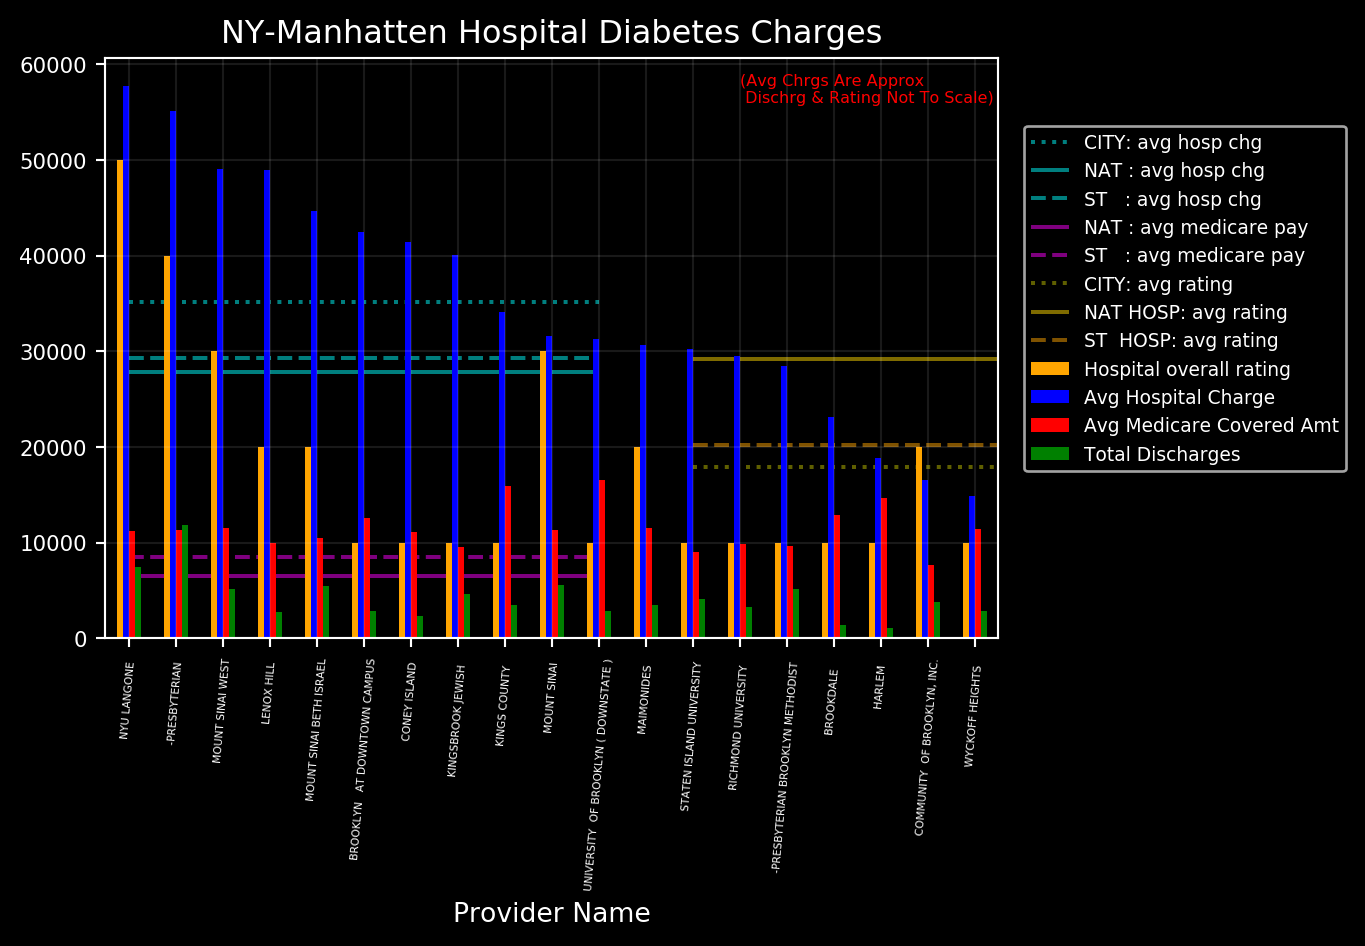 NY-Manhatten Hospital Diabetes Charges
(Avg Chrgs Are Approx
Dischrg & Rating Not To Scale)
60000
50000
40000
30000
20000
10000
0
CITY: avg hosp chg
NAT : avg hosp chg
ST   : avg hosp chg
NAT : avg medicare pay
ST   : avg medicare pay
CITY: avg rating
NAT HOSP: avg rating
ST  HOSP: avg rating
Hospital overall rating
Avg Hospital Charge
Avg Medicare Covered Amt
Total Discharges
NYU LANGONE
-PRESBYTERIAN
MOUNT SINAI WEST
LENOX HILL
MOUNT SINAI BETH ISRAEL
BROOKLYN   AT DOWNTOWN CAMPUS
CONEY ISLAND
KINGSBROOK JEWISH
KINGS COUNTY
MOUNT SINAI
UNIVERSITY  OF BROOKLYN ( DOWNSTATE )
MAIMONIDES
STATEN ISLAND UNIVERSITY
RICHMOND UNIVERSITY
-PRESBYTERIAN BROOKLYN METHODIST
BROOKDALE
HARLEM
COMMUNITY  OF BROOKLYN, INC.
WYCKOFF HEIGHTS
Provider Name